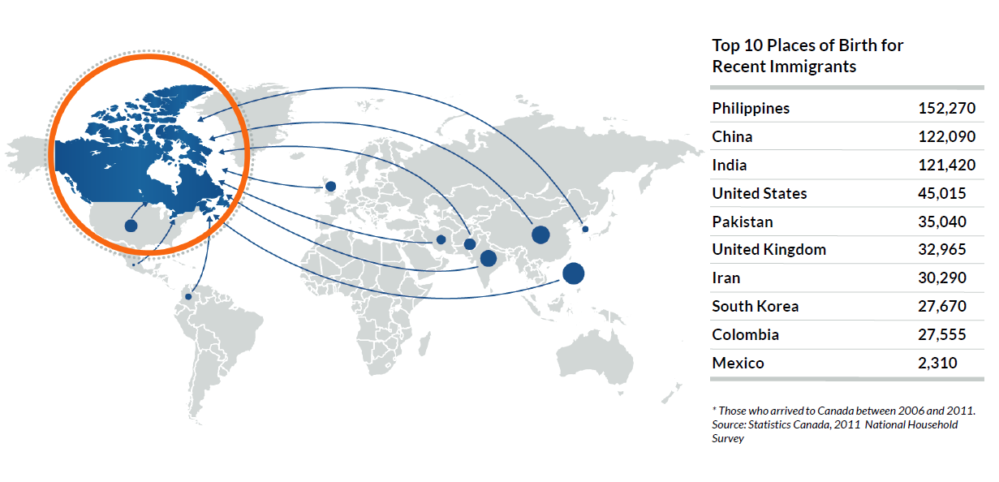 Top 10 Places of Birth for
Recent Immigrants
Philippines 152,270
China 122,090
India 121,420
United States 45,015
Pakistan 35,040
United Kingdom 32,965
Iran 30,290
South Korea 27,670
Colombia 27,555
Mexico 2,310
* Those who arrived to Canada between 2006 and 2011.
Source: Statistics Canada, 2011 National Household
Survey